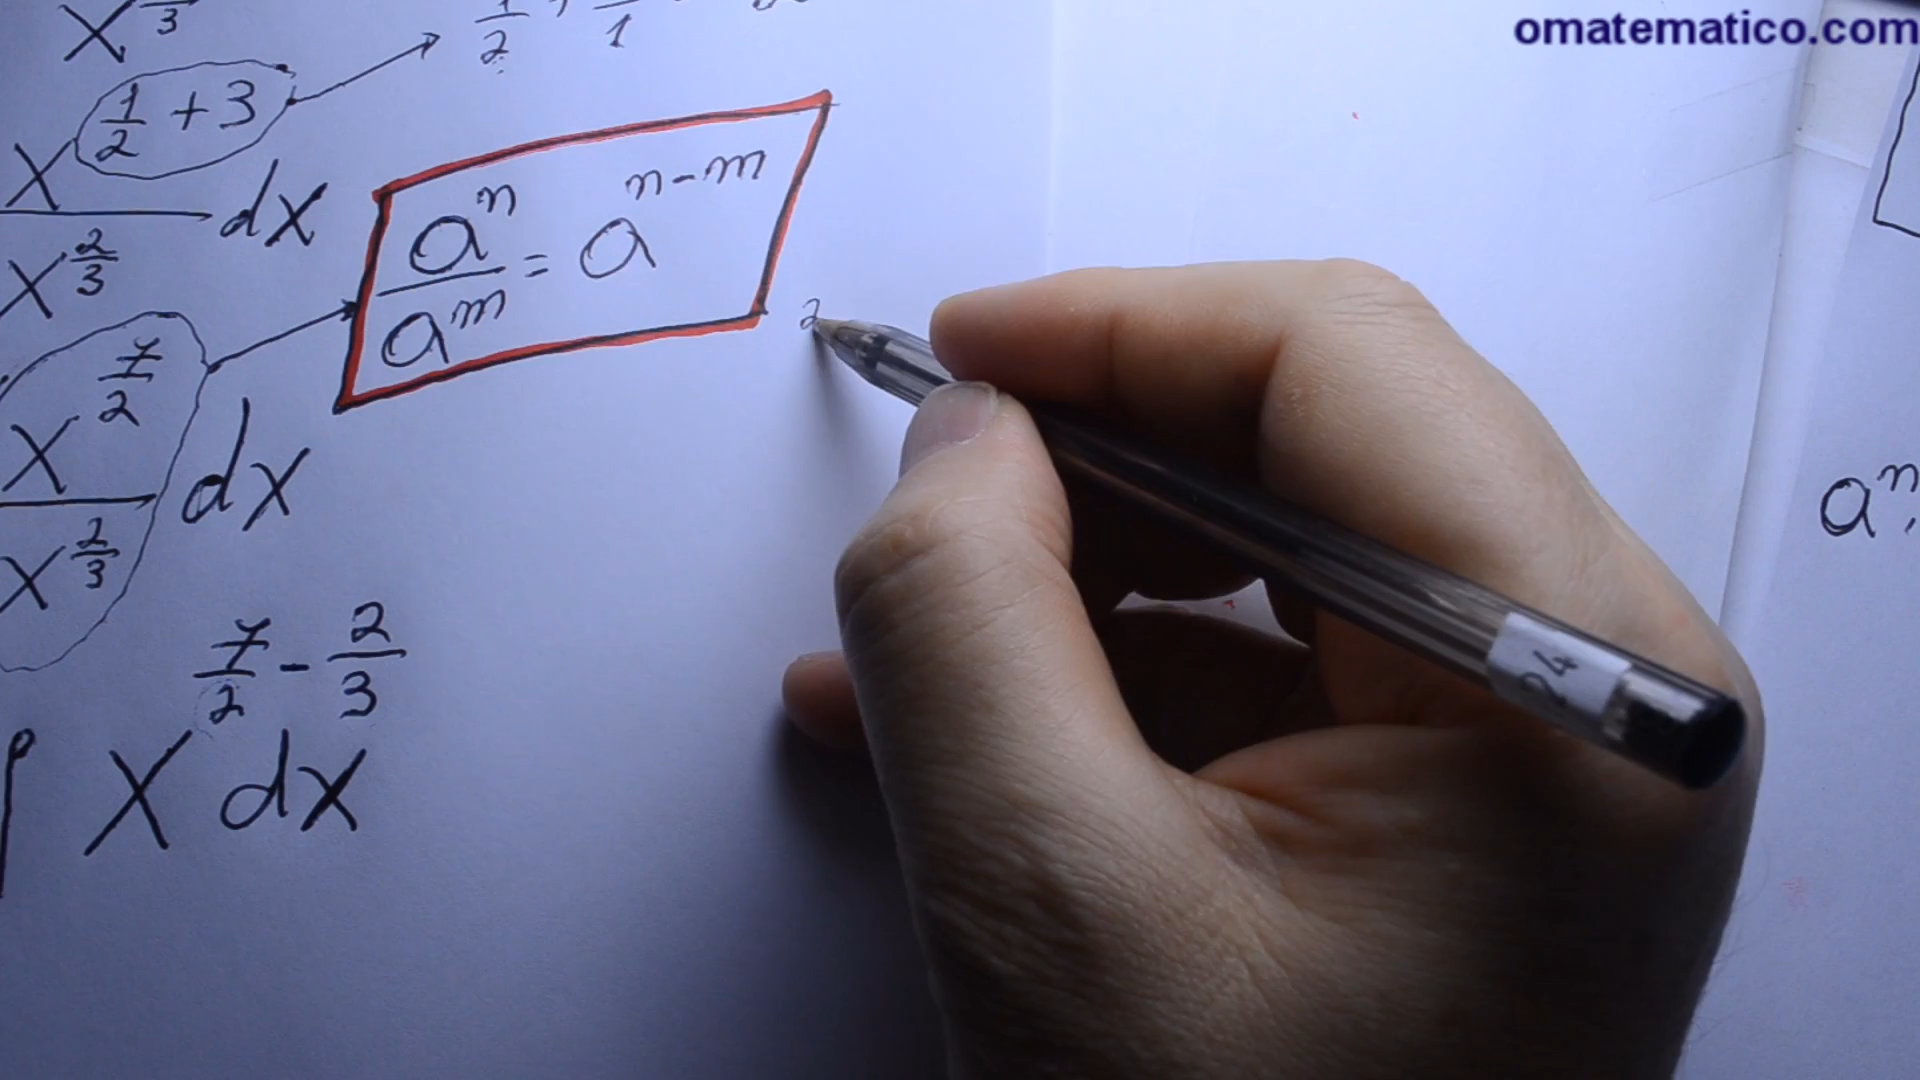 omatematico.com
x 3
1/2 + 1
x^(1/2 + 3) dx
x^(2/3)
a^n/a^m = a^(n-m)
2
x^(7/2) dx
x^(2/3)
a^n
7/2 - 2/3
∫ x dx
24